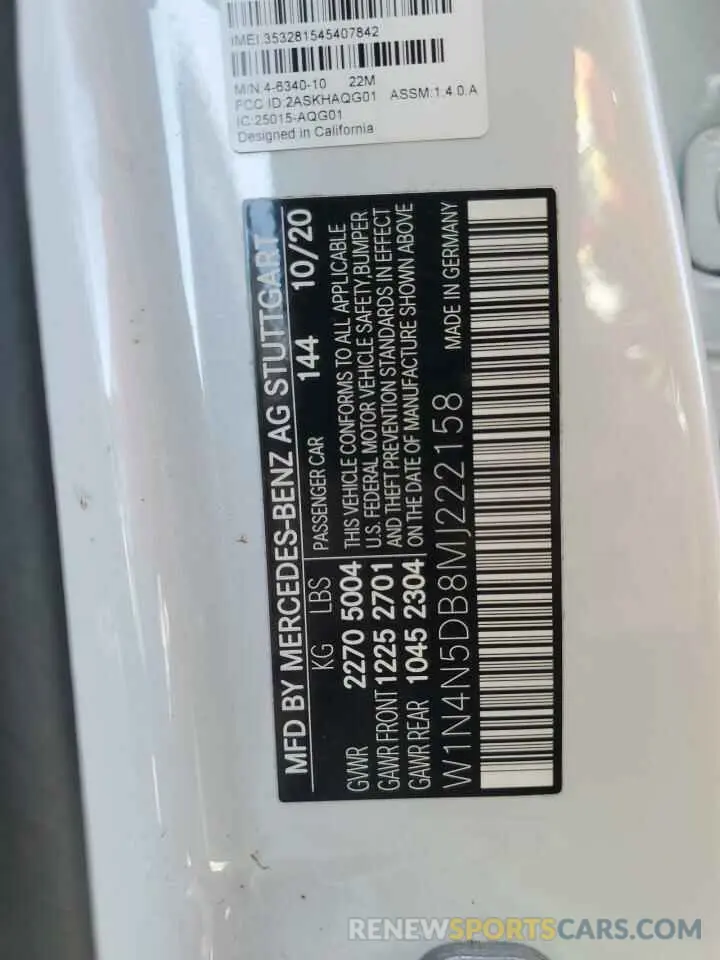 IMEI:353281545407842
M/N:4-6340-10 22M
FCC ID:2ASKHAQG01 ASSM:1.4.0.A
IC:25015-AQG01
Designed in California
MFD BY MERCEDES-BENZ AG STUTTGART
KG LBS PASSENGER CAR 144 10/20
GVWR 2270 5004 THIS VEHICLE CONFORMS TO ALL APPLICABLE
U.S. FEDERAL MOTOR VEHICLE SAFETY,BUMPER
GAWR FRONT 1225 2701 AND THEFT PREVENTION STANDARDS IN EFFECT
GAWR REAR 1045 2304 ON THE DATE OF MANUFACTURE SHOWN ABOVE
W1N4N5DB8MJ222158 MADE IN GERMANY
RENEWSPORTSCARS.COM